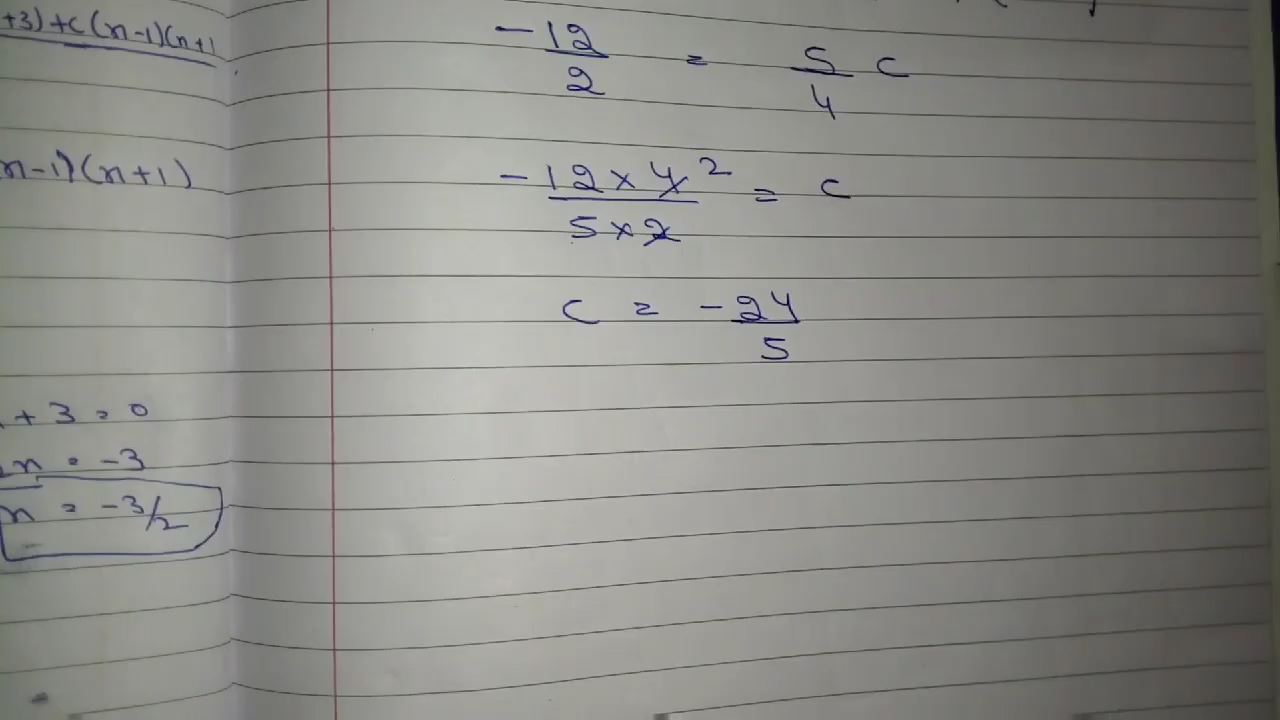 +3) + c(n-1)(n+1
n-1)(n+1)
+ 3 = 0
n = -3
n = -3/2
-12/2 = 5/4 c
-12 × 4 2 / 5 × 2 = c
c = -24/5